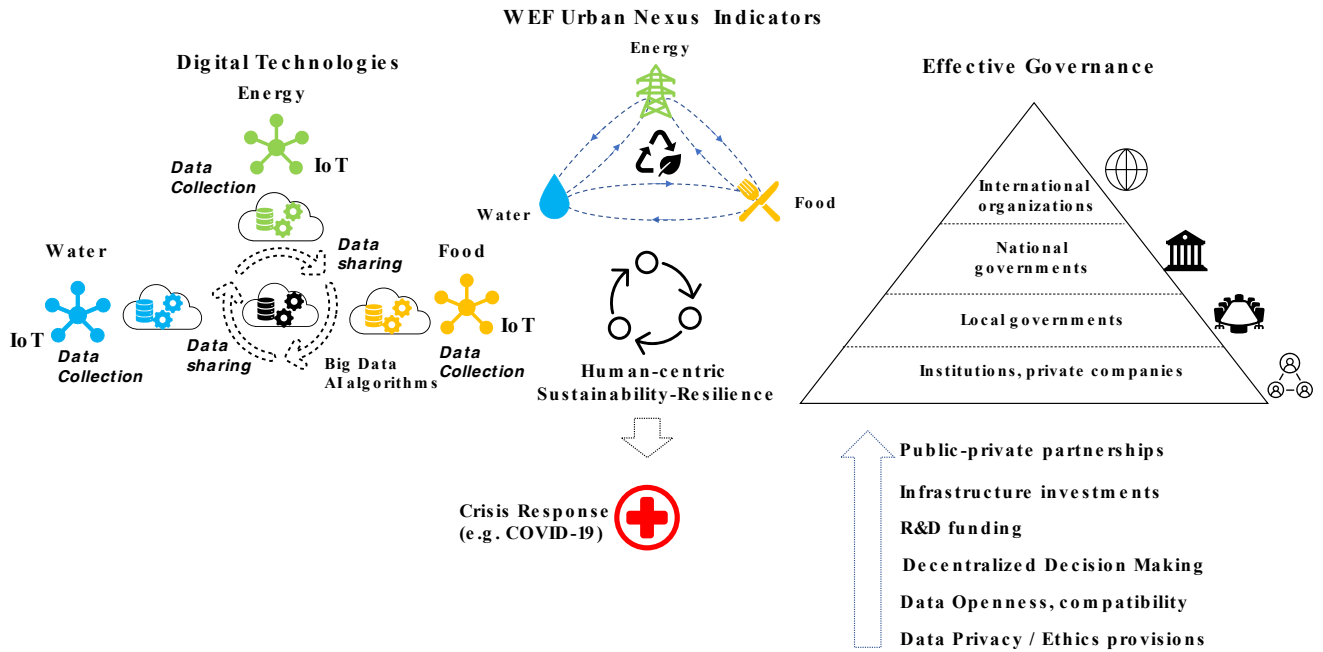 WEF Urban Nexus Indicators
Digital Technologies
Energy
IoT
Data
Collection
Data
sharing
Water
IoT
Data
Collection
Data
sharing
Food
IoT
Data
Collection
Big Data
AI algorithms
Energy
Water
Food
Human-centric
Sustainability-Resilience
Crisis Response
(e.g. COVID-19)
Effective Governance
International
organizations
National
governments
Local governments
Institutions, private companies
Public-private partnerships
Infrastructure investments
R&D funding
Decentralized Decision Making
Data Openness, compatibility
Data Privacy / Ethics provisions